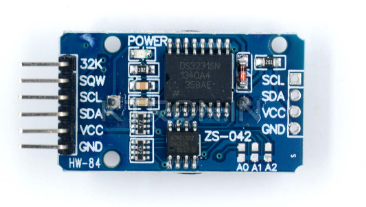 POWER
32K
SQW
SCL
SDA
VCC
GND
HW-84
DS3231SN
ZS-042
A0 A1 A2
SCL
SDA
VCC
GND